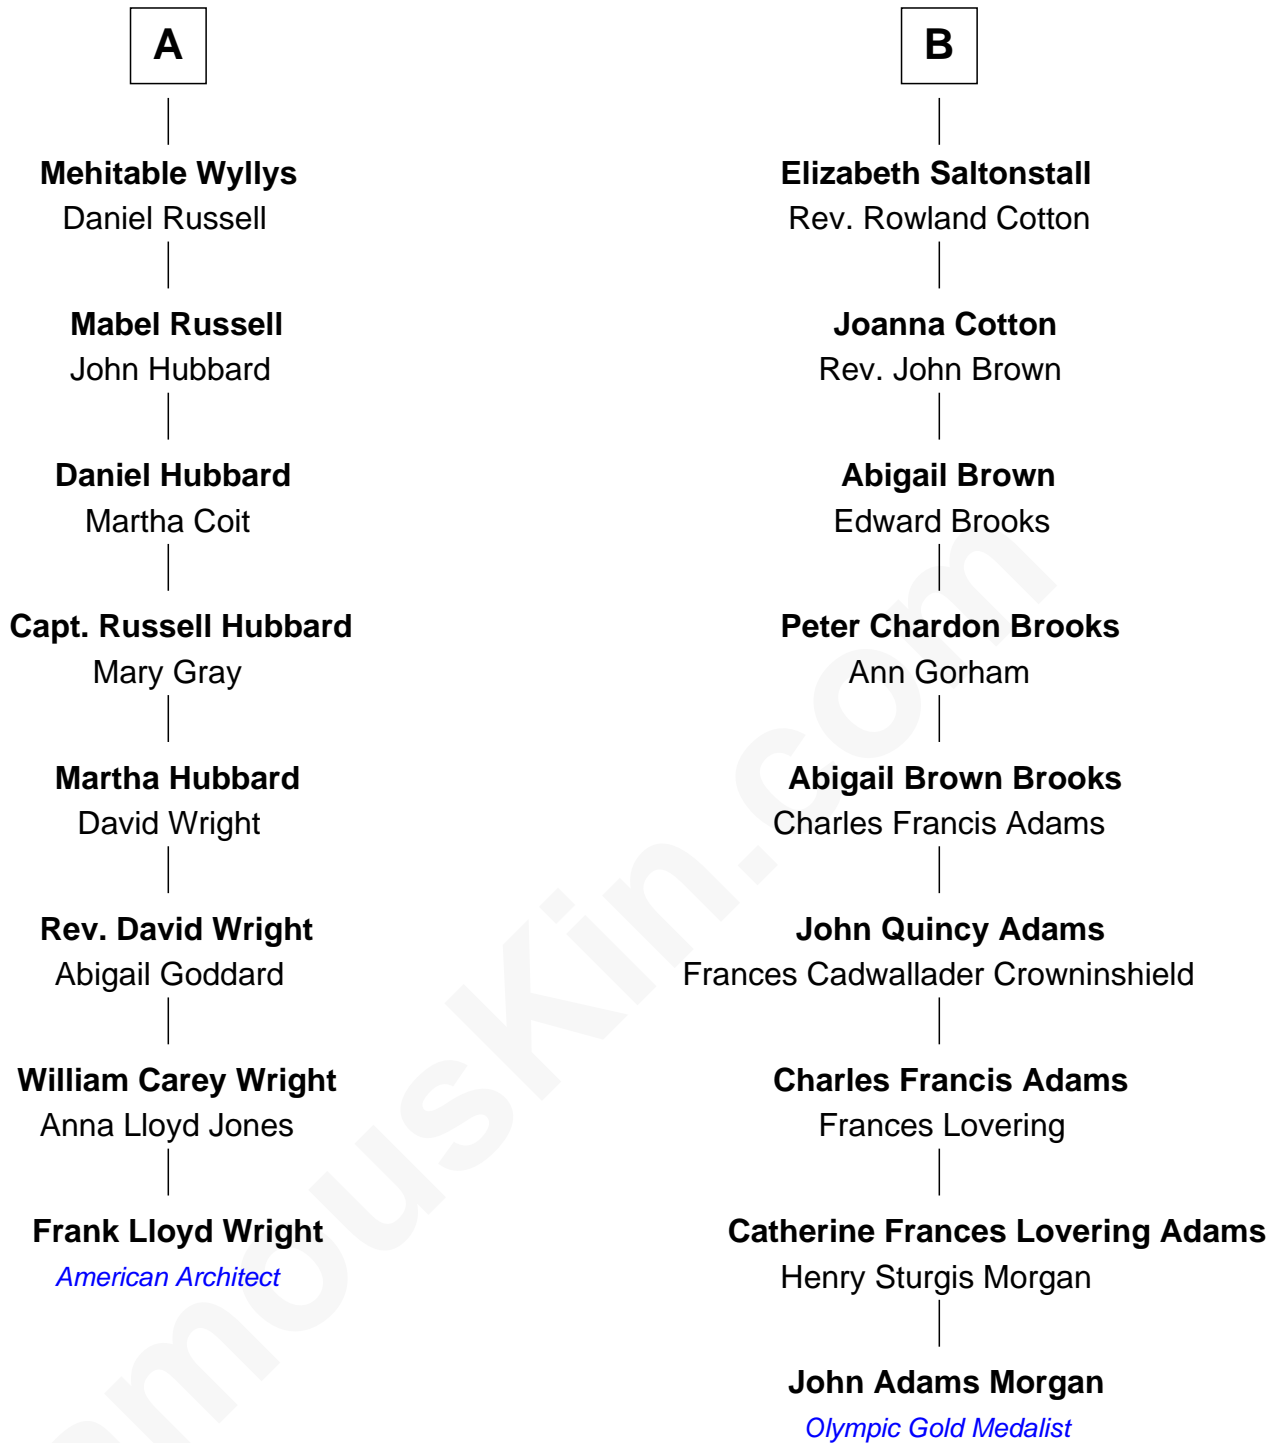 A
Mehitable Wyllys
Daniel Russell
Mabel Russell
John Hubbard
Daniel Hubbard
Martha Coit
Capt. Russell Hubbard
Mary Gray
Martha Hubbard
David Wright
Rev. David Wright
Abigail Goddard
William Carey Wright
Anna Lloyd Jones
Frank Lloyd Wright
American Architect
B
Elizabeth Saltonstall
Rev. Rowland Cotton
Joanna Cotton
Rev. John Brown
Abigail Brown
Edward Brooks
Peter Chardon Brooks
Ann Gorham
Abigail Brown Brooks
Charles Francis Adams
John Quincy Adams
Frances Cadwallader Crowninshield
Charles Francis Adams
Frances Lovering
Catherine Frances Lovering Adams
Henry Sturgis Morgan
John Adams Morgan
Olympic Gold Medalist
amouskin.com